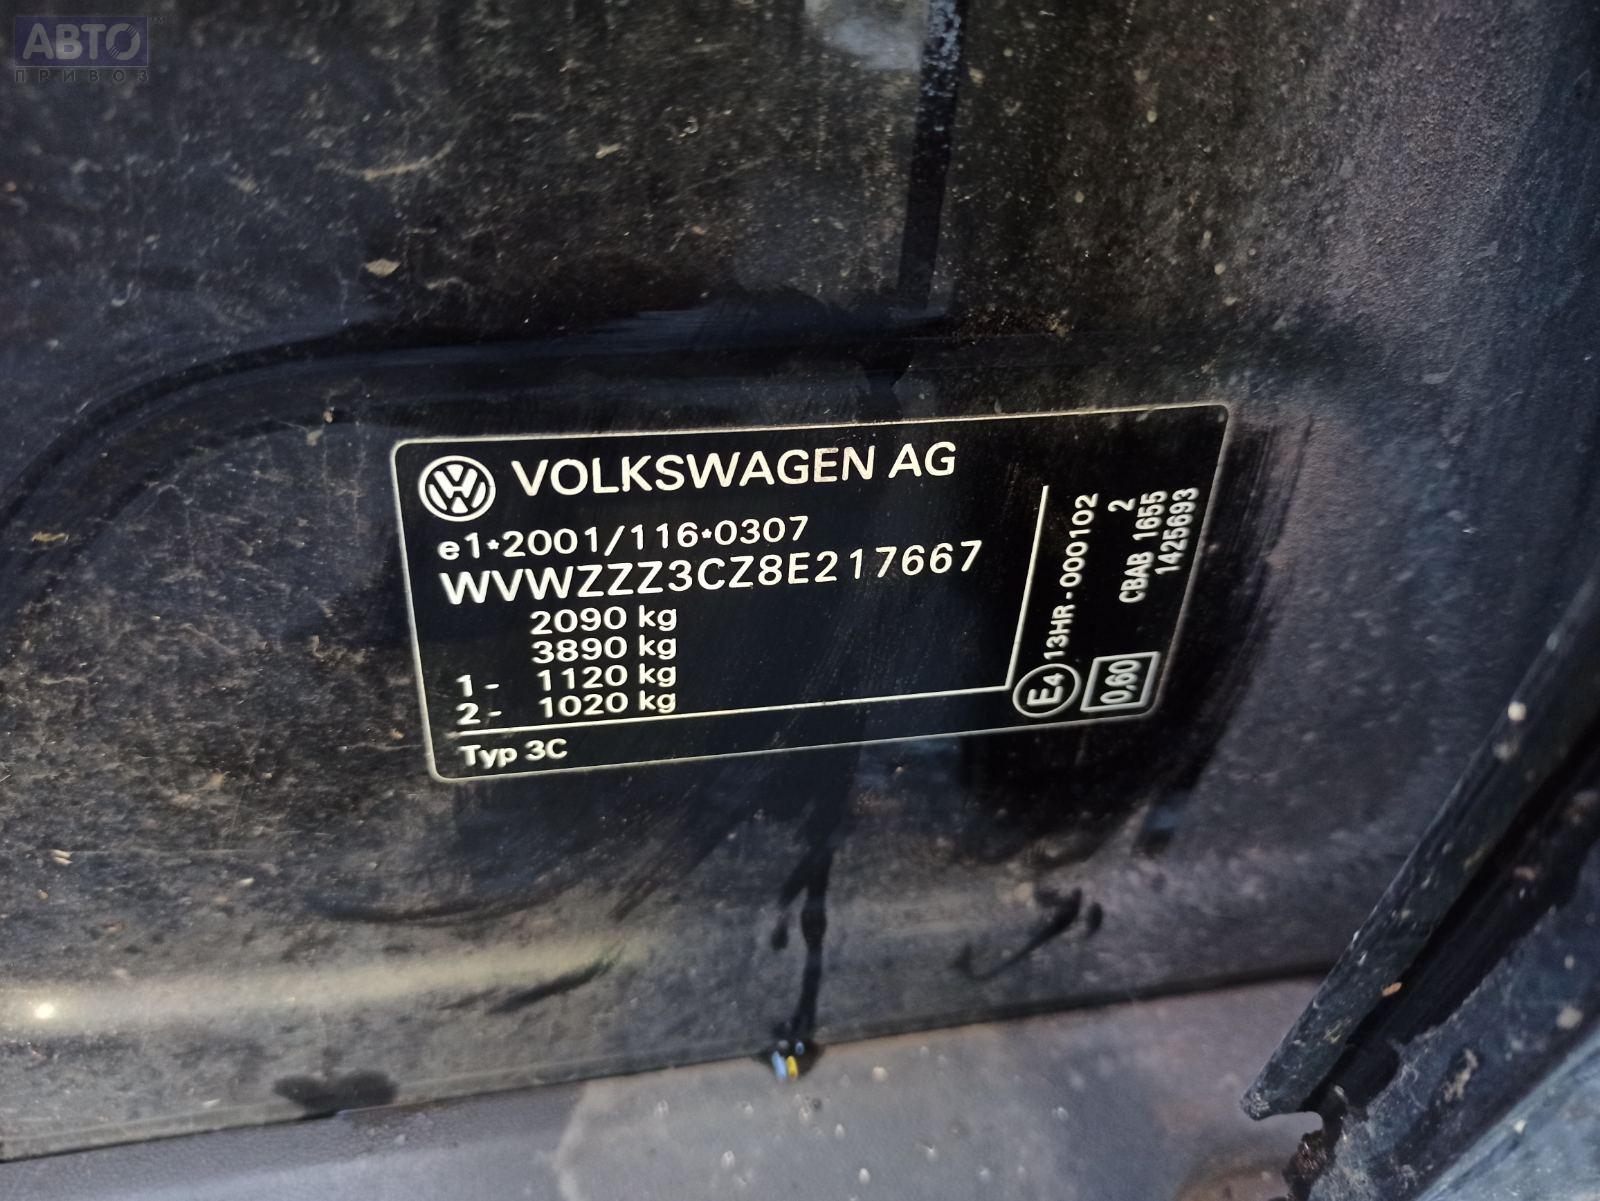 АВТО
ПРИВОЗ
VOLKSWAGEN AG
e1*2001/116*0307
WVWZZZ3CZ8E217667
2090 kg
3890 kg
1- 1120 kg
2- 1020 kg
Typ 3C
E4 13HR-000102
2
CBAB 1655
1425693
0,60